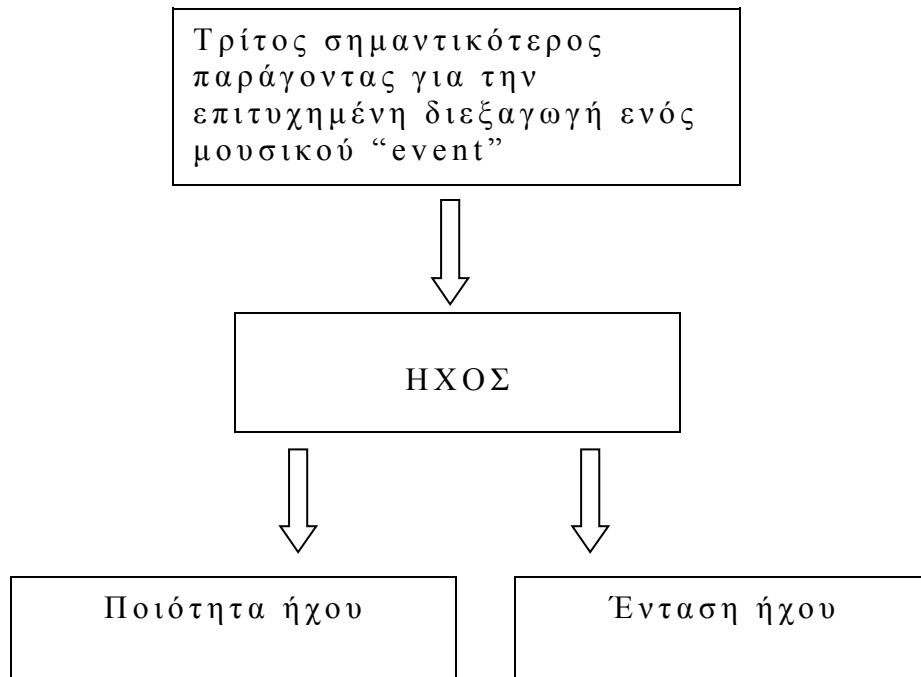 Τρίτος σημαντικότερος
παράγοντας για την
επιτυχημένη διεξαγωγή ενός
μουσικού “event”
ΗΧΟΣ
Ποιότητα ήχου
Ένταση ήχου